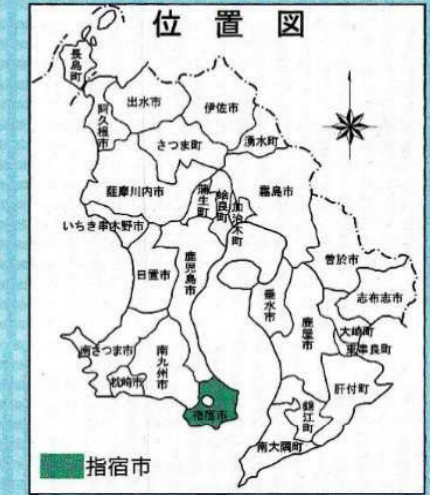 位置図
長島町
出水市
伊佐市
阿久根市
さつま町
湧水町
薩摩川内市
蒲生町
姶良町
加治木町
霧島市
いちき串木野市
日置市
鹿児島市
曽於市
志布志市
垂水市
鹿屋市
大崎町
東串良町
南さつま市
南九州市
枕崎市
指宿市
肝付町
錦江町
南大隅町
指宿市